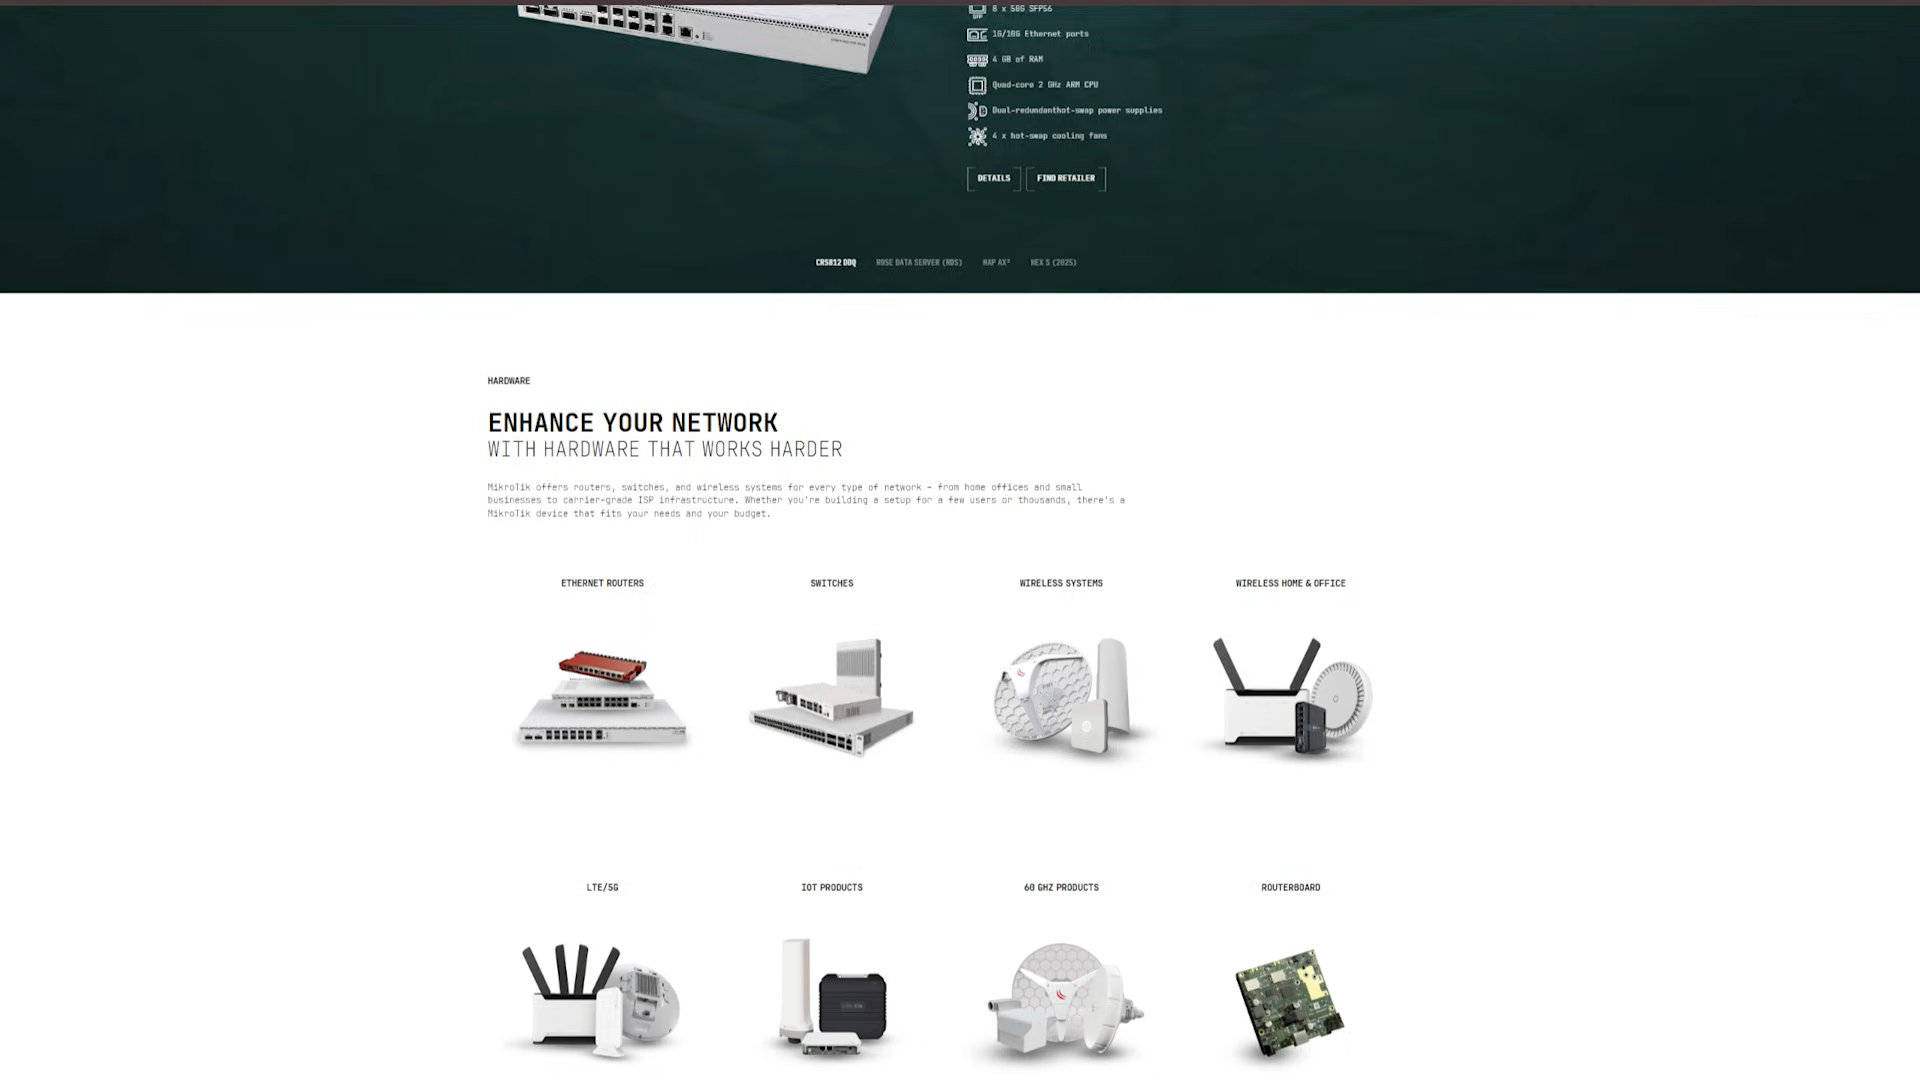 8 x 50G SFP56
1G/10G Ethernet ports
4 GB of RAM
Quad-core 2 GHz ARM CPU
Dual-redundanthot-swap power supplies
4 x hot-swap cooling fans
DETAILS FIND RETAILER
CRS812 DDQ ROSE DATA SERVER (RDS) HAP AX³ HEX S (2025)
HARDWARE
ENHANCE YOUR NETWORK
WITH HARDWARE THAT WORKS HARDER
MikroTik offers routers, switches, and wireless systems for every type of network – from home offices and small
businesses to carrier-grade ISP infrastructure. Whether you're building a setup for a few users or thousands, there's a
MikroTik device that fits your needs and your budget.
ETHERNET ROUTERS SWITCHES WIRELESS SYSTEMS WIRELESS HOME & OFFICE
LTE/5G IOT PRODUCTS 60 GHZ PRODUCTS ROUTERBOARD